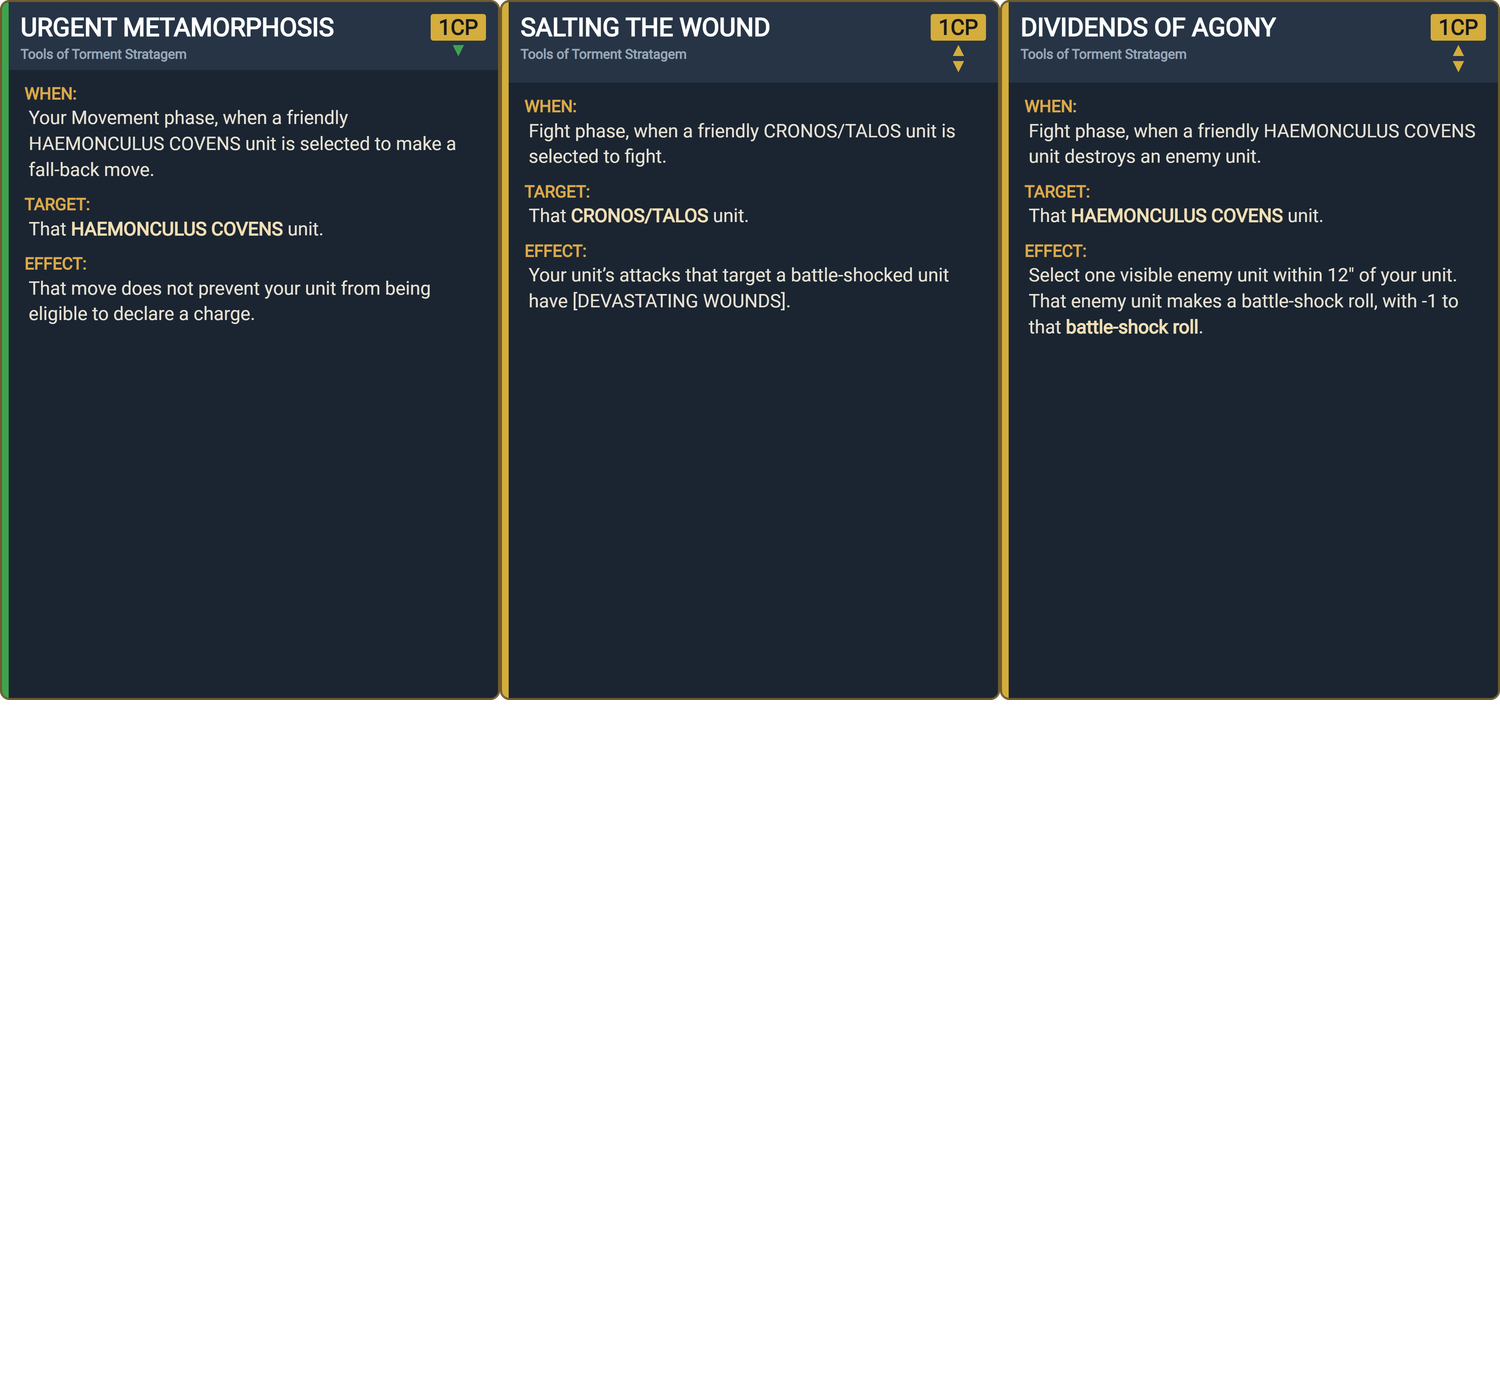 URGENT METAMORPHOSIS
1CP
Tools of Torment Stratagem
WHEN:
Your Movement phase, when a friendly
HAEMONCULUS COVENS unit is selected to make a
fall-back move.
TARGET:
That HAEMONCULUS COVENS unit.
EFFECT:
That move does not prevent your unit from being
eligible to declare a charge.
SALTING THE WOUND
1CP
Tools of Torment Stratagem
WHEN:
Fight phase, when a friendly CRONOS/TALOS unit is
selected to fight.
TARGET:
That CRONOS/TALOS unit.
EFFECT:
Your unit’s attacks that target a battle-shocked unit
have [DEVASTATING WOUNDS].
DIVIDENDS OF AGONY
1CP
Tools of Torment Stratagem
WHEN:
Fight phase, when a friendly HAEMONCULUS COVENS
unit destroys an enemy unit.
TARGET:
That HAEMONCULUS COVENS unit.
EFFECT:
Select one visible enemy unit within 12" of your unit.
That enemy unit makes a battle-shock roll, with -1 to
that battle-shock roll.